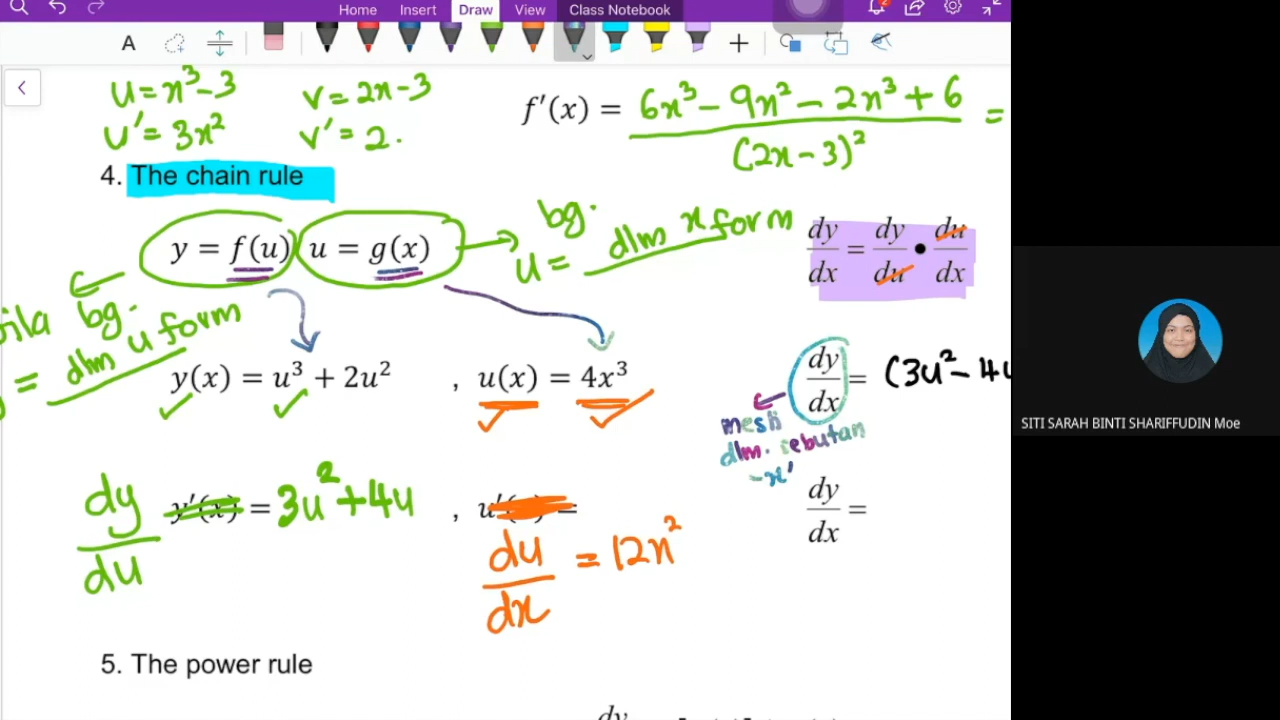 Home Insert Draw View Class Notebook
2
A
u = x³ - 3 v = 2x - 3
u' = 3x² v' = 2.
f'(x) = 6x³ - 9x² - 2x³ + 6 =
(2x - 3)²
4. The chain rule
y = f(u) u = g(x)
bg.
u = dlm x form
dy/dx = dy/du • du/dx
bila bg.
= dlm u form
y(x) = u³ + 2u² , u(x) = 4x³
dy/dx = (3u² - 4u
mesti
dlm. sebutan
-x'
dy/du y'(x) = 3u² + 4u , u' =
du/dx = 12x²
dy/dx =
5. The power rule
dy
SITI SARAH BINTI SHARIFFUDIN Moe